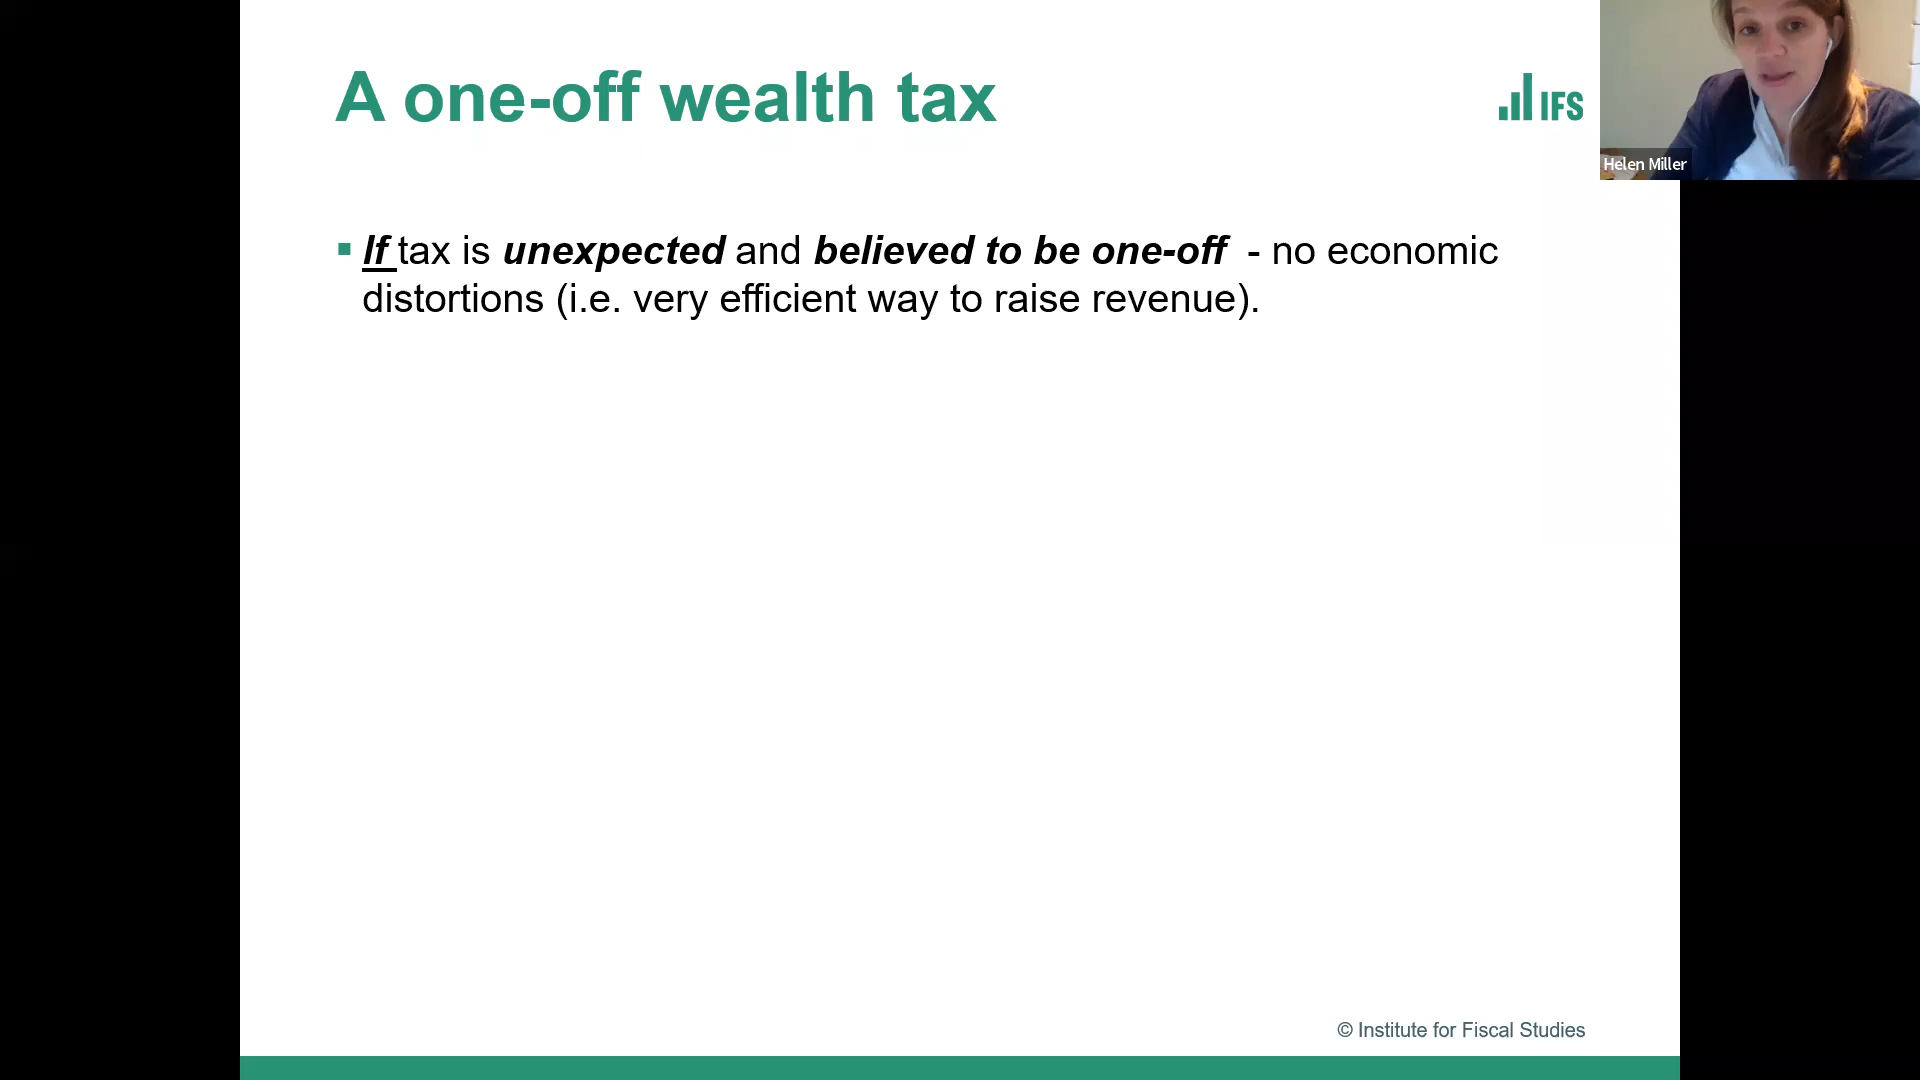 A one-off wealth tax
IFS
Helen Miller
▪ If tax is unexpected and believed to be one-off - no economic
distortions (i.e. very efficient way to raise revenue).
© Institute for Fiscal Studies